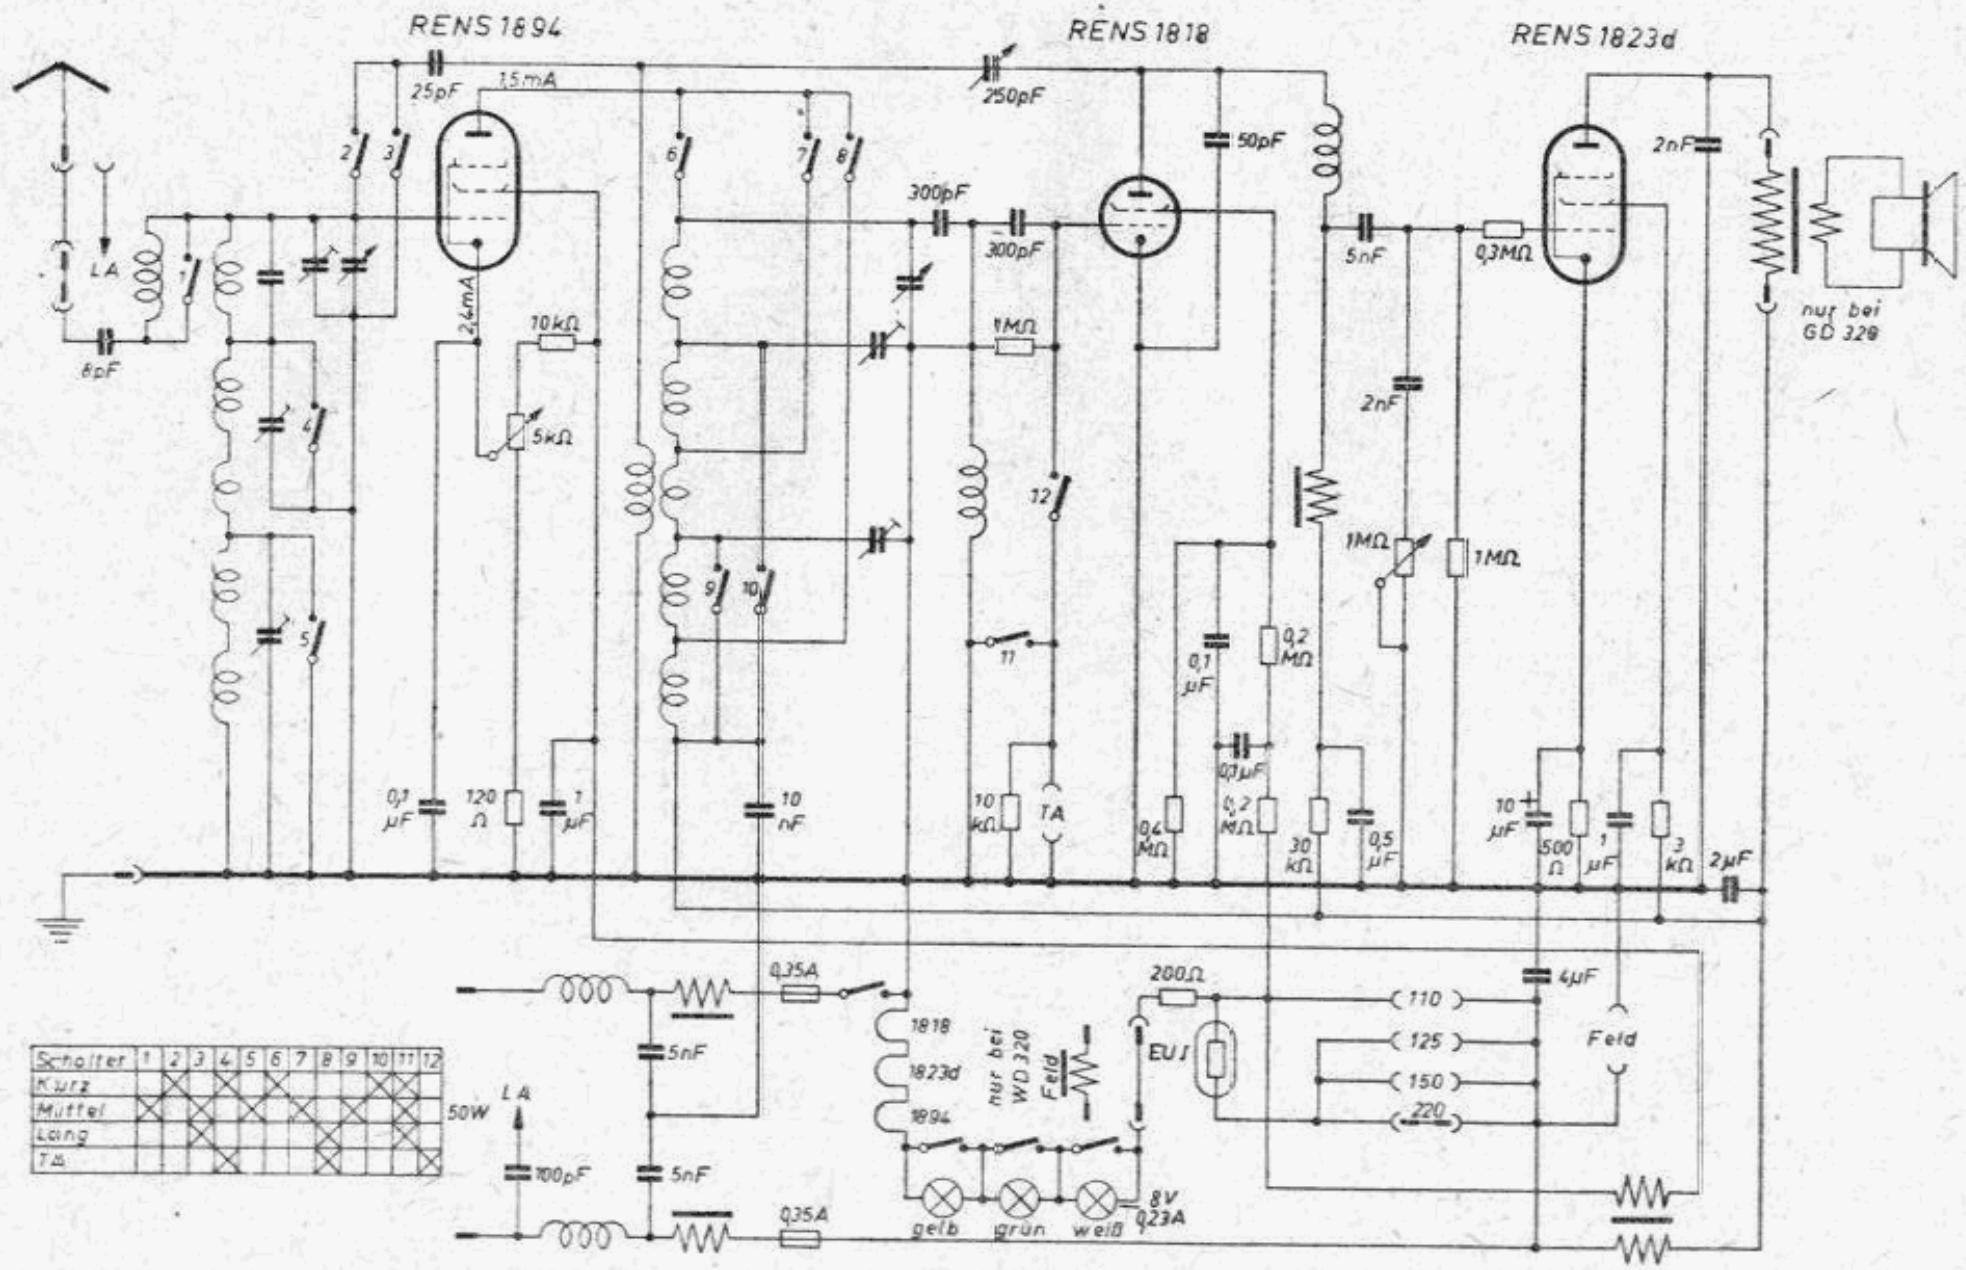 RENS 1894
RENS 1818
RENS 1823d
25pF
1,5mA
250pF
2
3
6
7
8
50pF
2nF
300pF
300pF
LA
1
5nF
0,3MΩ
2,4mA
10kΩ
1MΩ
nur bei
GD 320
8pF
4
5kΩ
2nF
12
1MΩ
1MΩ
9
10
5
11
0,1
µF
0,2
MΩ
0,1µF
0,1
µF
120
Ω
1
µF
10
nF
10
kΩ
TA
0,4
MΩ
0,2
MΩ
30
kΩ
0,5
µF
10
µF
+
500
Ω
1
µF
3
kΩ
2µF
0,35A
200Ω
110
4µF
1818
nur bei
WD 320
Feld
125
Feld
5nF
EU I
1823d
150
1894
220
Schalter 1 2 3 4 5 6 7 8 9 10 11 12
Kurz
Mittel
Lang
TA
50W
LA
100pF
5nF
8V
0,23A
0,35A
gelb
grün
weiß